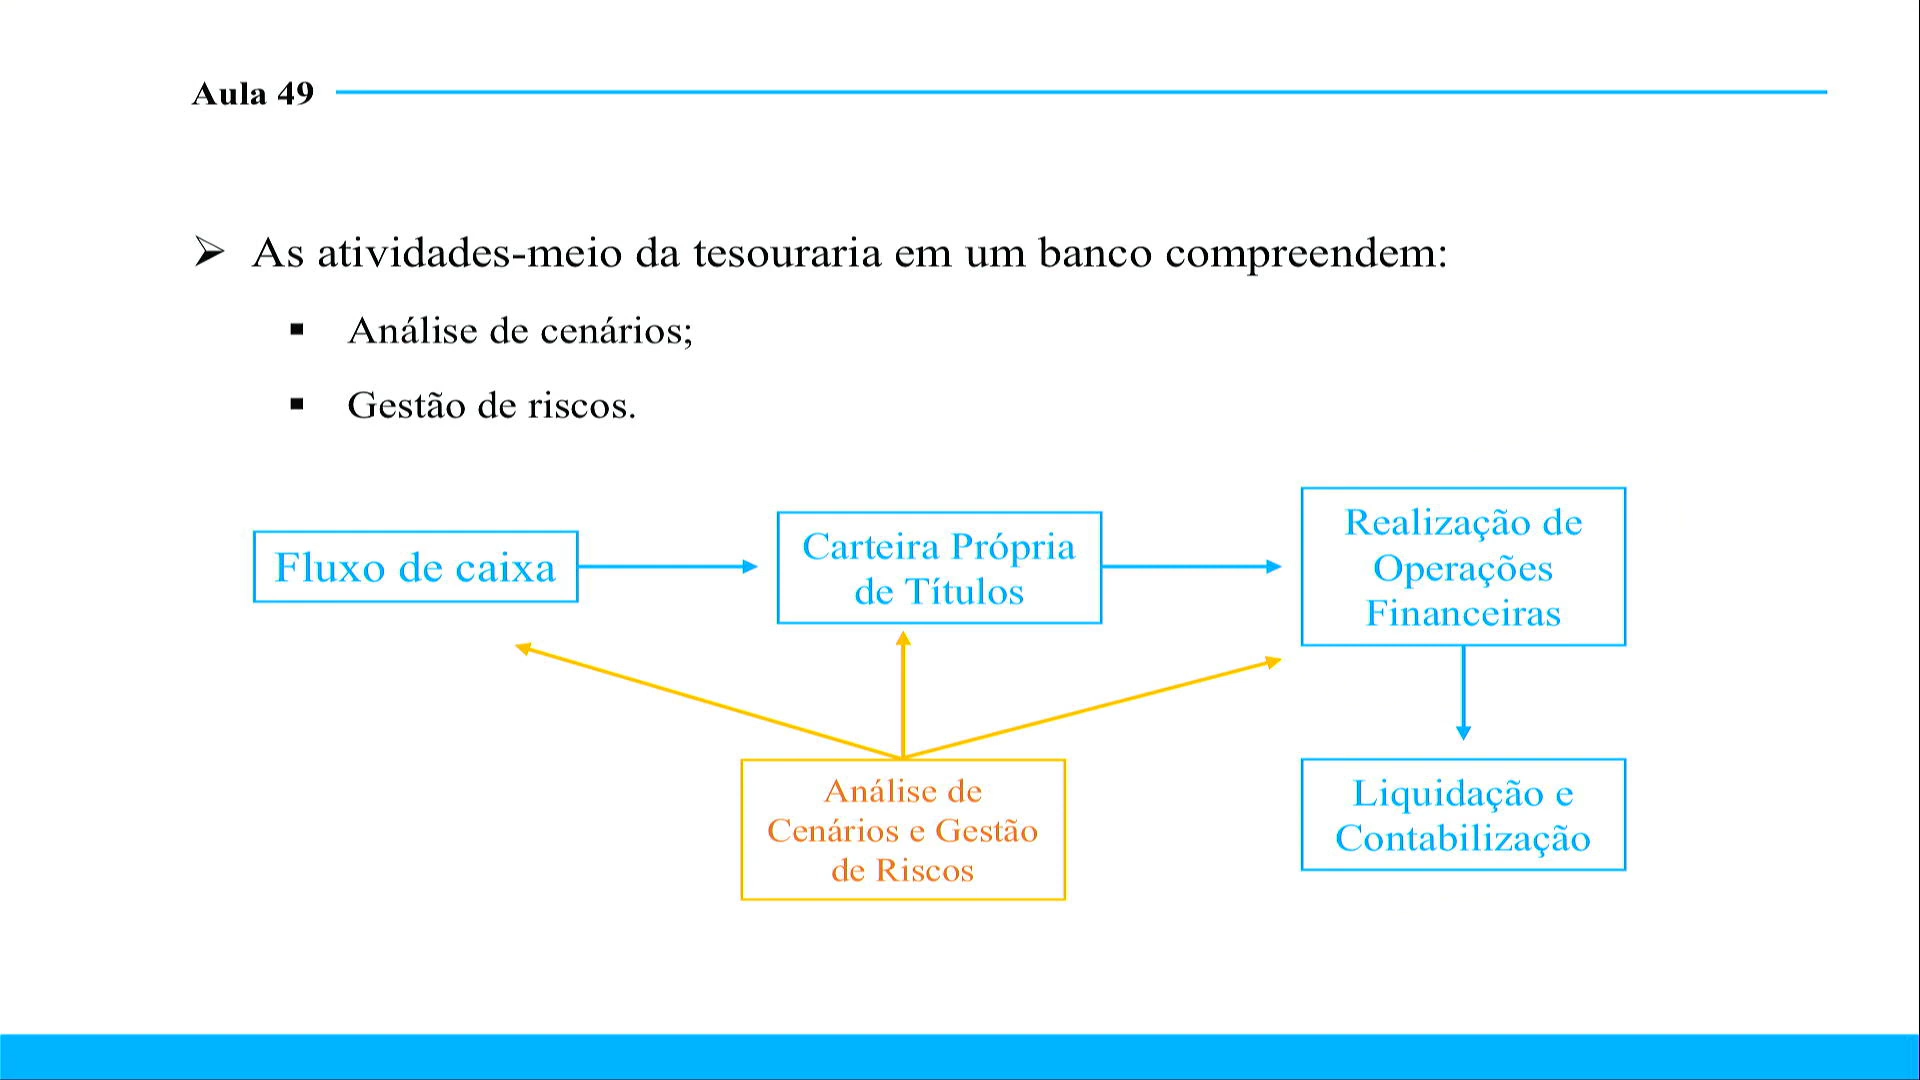 Aula 49
As atividades-meio da tesouraria em um banco compreendem:
Análise de cenários;
Gestão de riscos.
Fluxo de caixa
Carteira Própria
de Títulos
Realização de
Operações
Financeiras
Análise de
Cenários e Gestão
de Riscos
Liquidação e
Contabilização